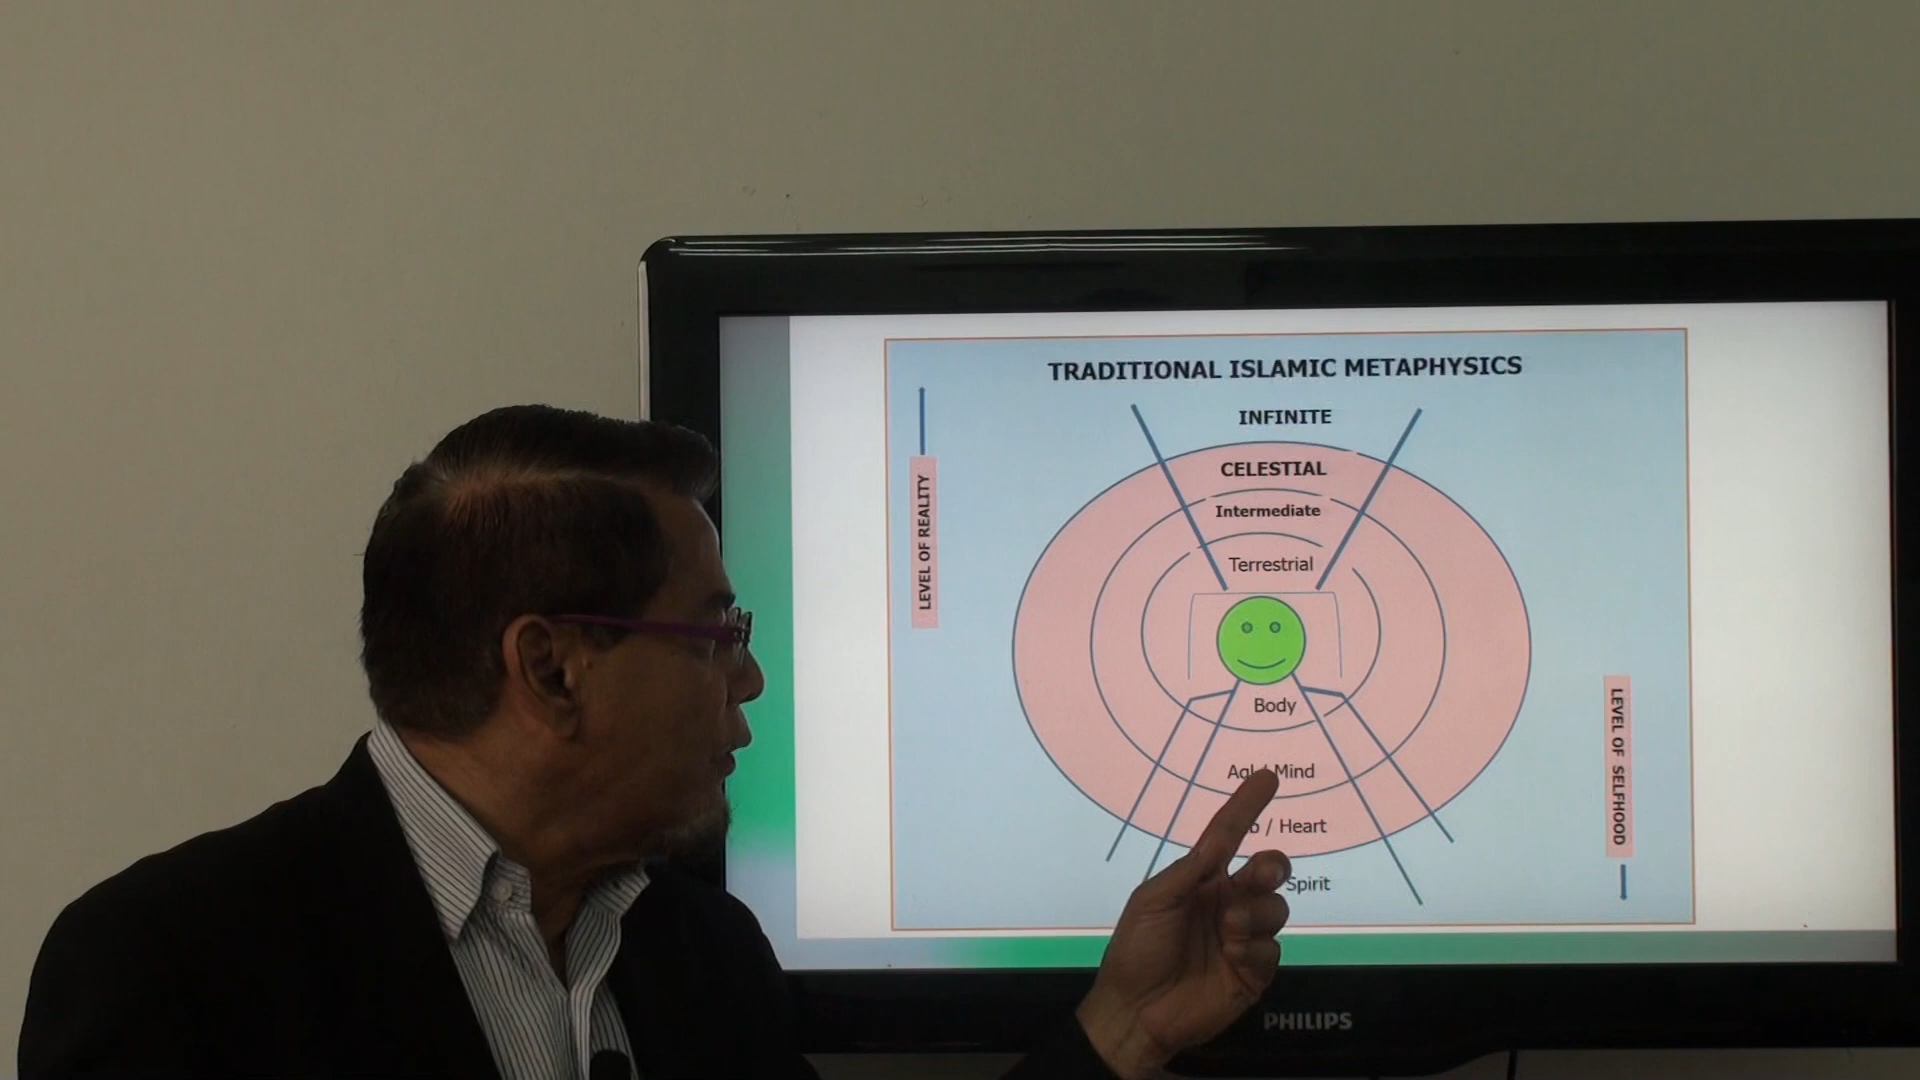 TRADITIONAL ISLAMIC METAPHYSICS
INFINITE
CELESTIAL
Intermediate
Terrestrial
LEVEL OF REALITY
Body
Mind
/ Heart
Spirit
LEVEL OF SELFHOOD
PHILIPS